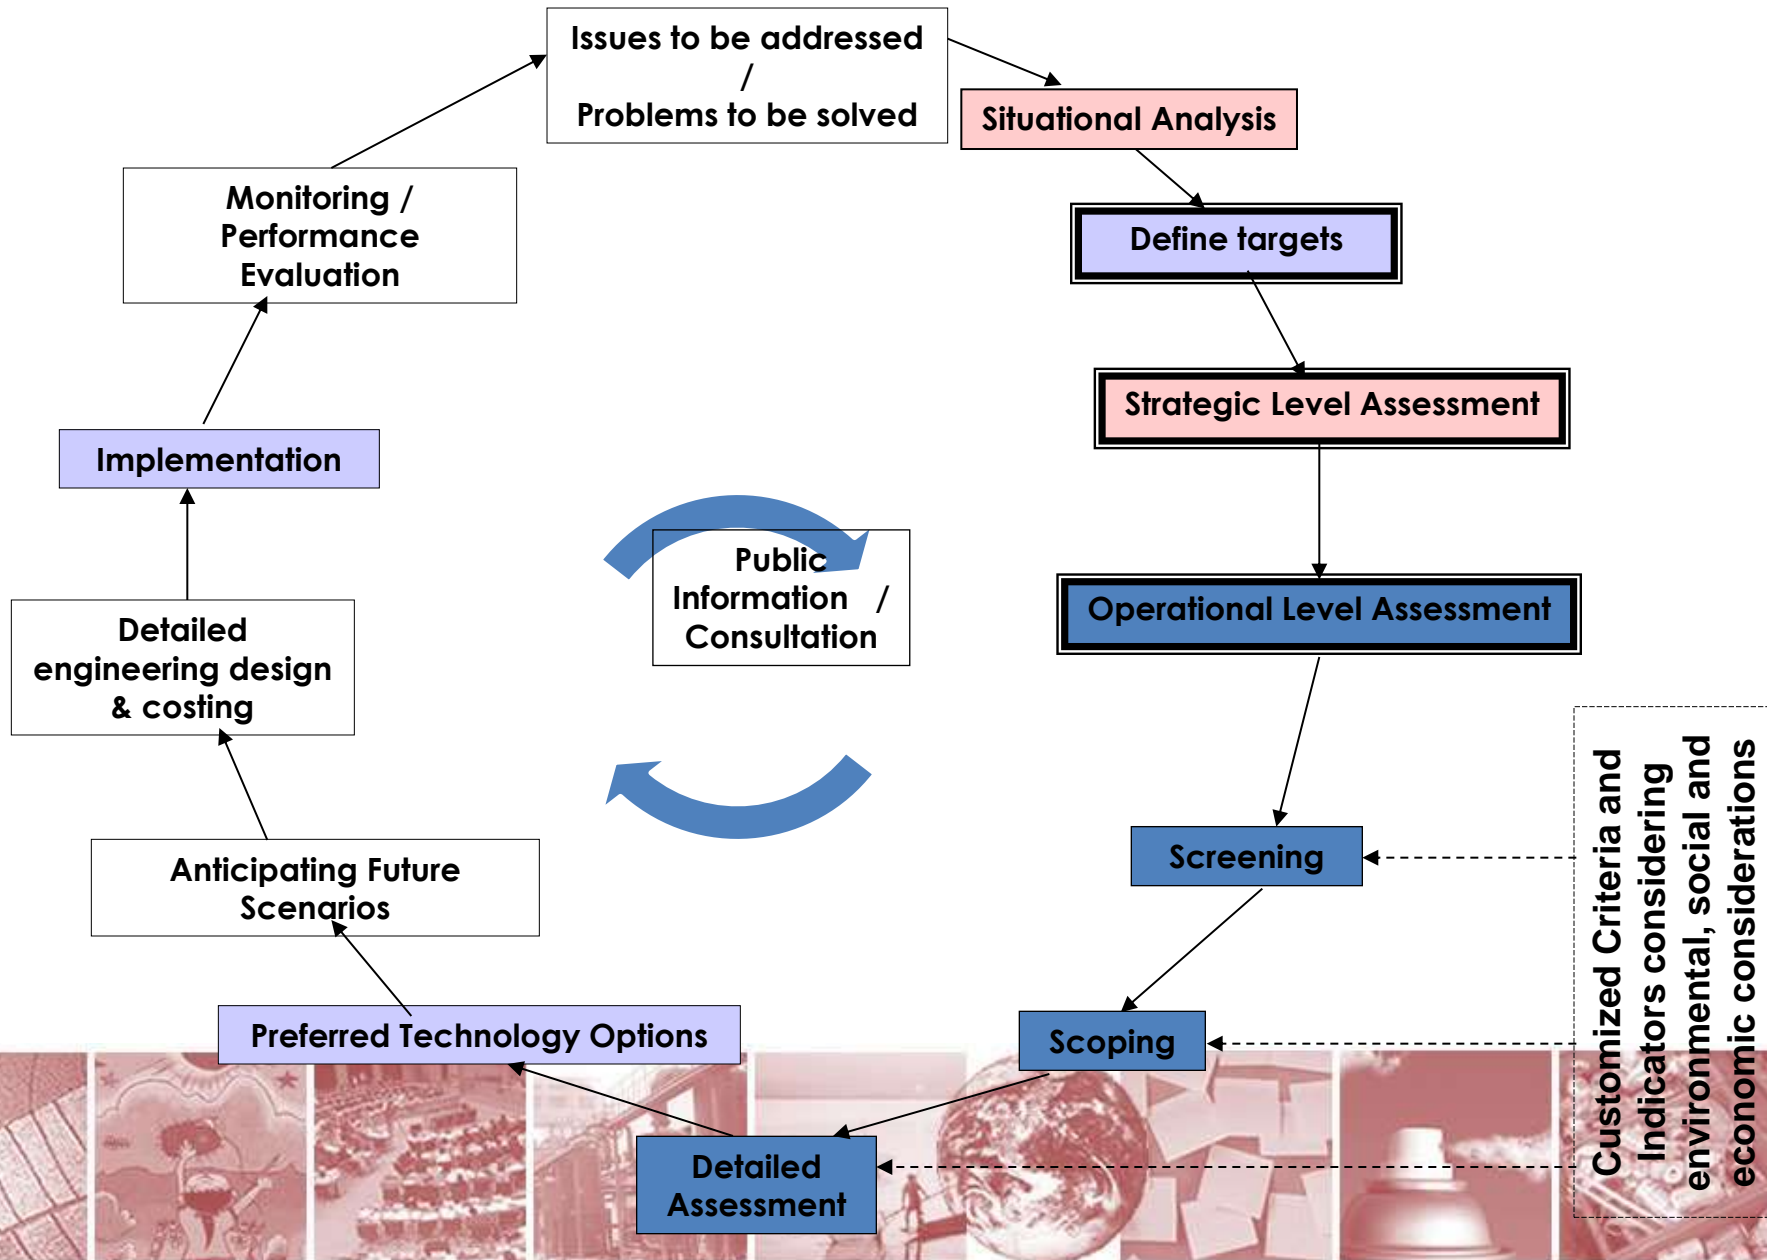 Issues to be addressed
/
Problems to be solved
Situational Analysis
Define targets
Strategic Level Assessment
Operational Level Assessment
Screening
Scoping
Detailed
Assessment
Preferred Technology Options
Anticipating Future
Scenarios
Detailed
engineering design
& costing
Implementation
Monitoring /
Performance
Evaluation
Public
Information /
Consultation
Customized Criteria and
Indicators considering
environmental, social and
economic considerations